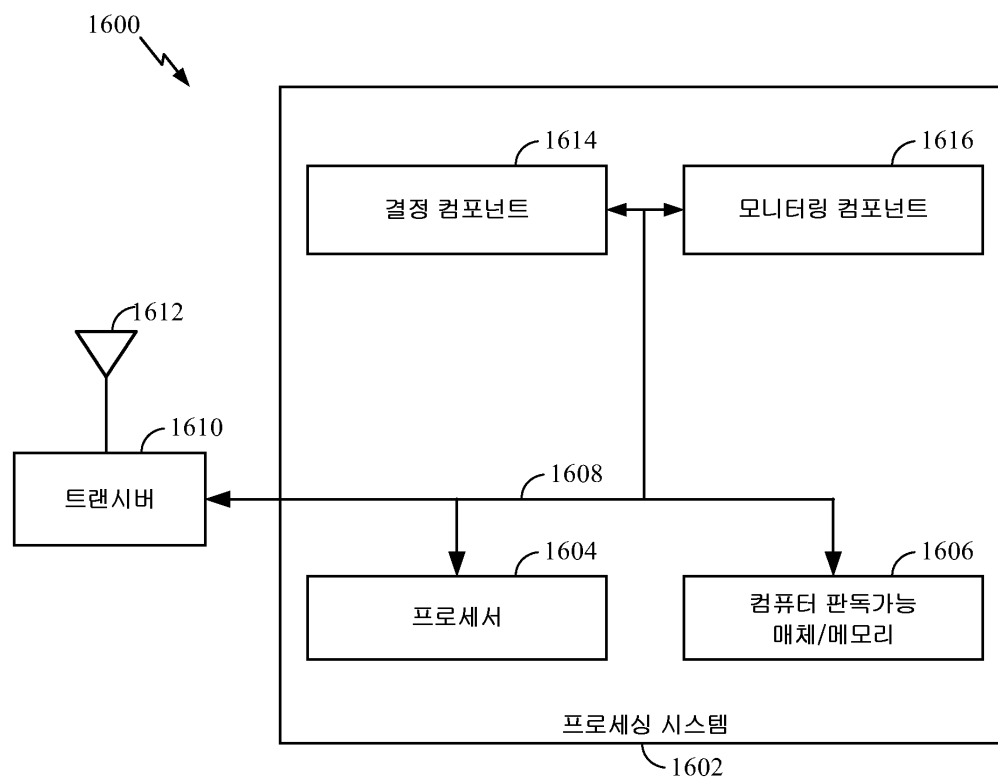 1600
1614
1616
결정 컴포넌트
모니터링 컴포넌트
1612
1610
트랜시버
1608
1604
1606
프로세서
컴퓨터 판독가능
매체/메모리
프로세싱 시스템
1602